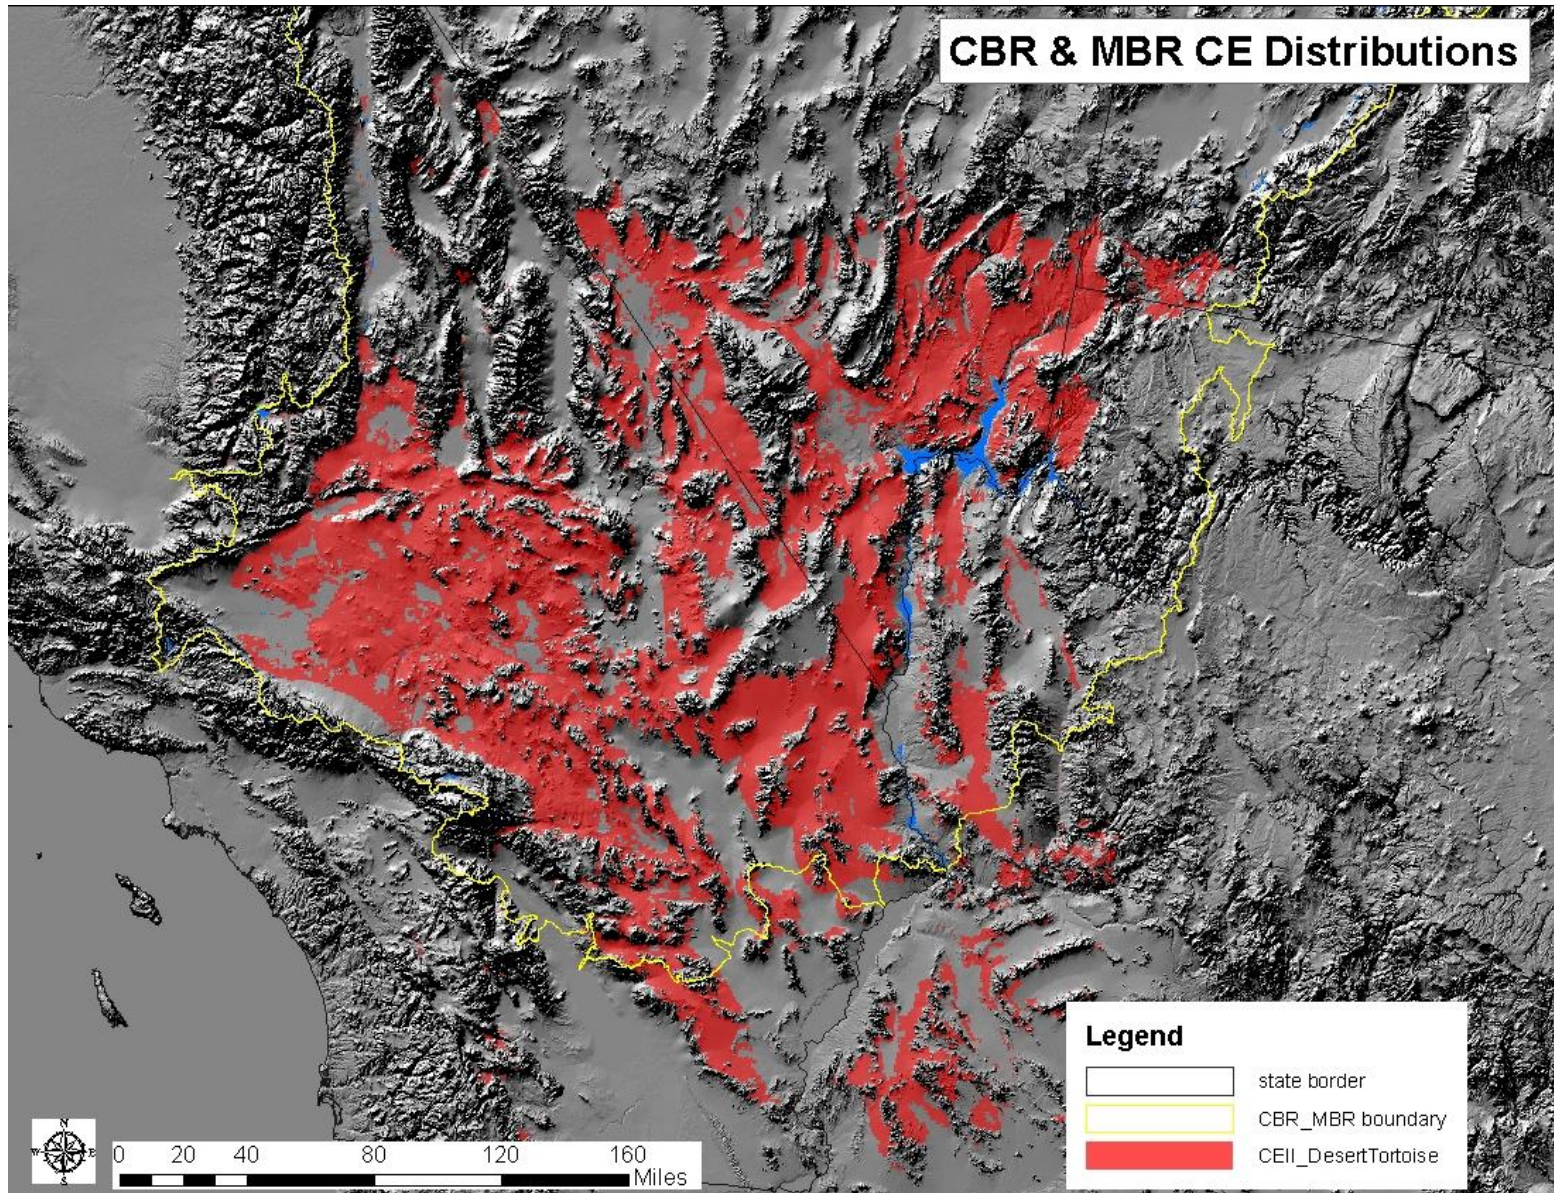 CBR & MBR CE Distributions
Legend
state border
CBR_MBR boundary
CEII_DesertTortoise
N
W E
S
0 20 40 80 120 160
Miles